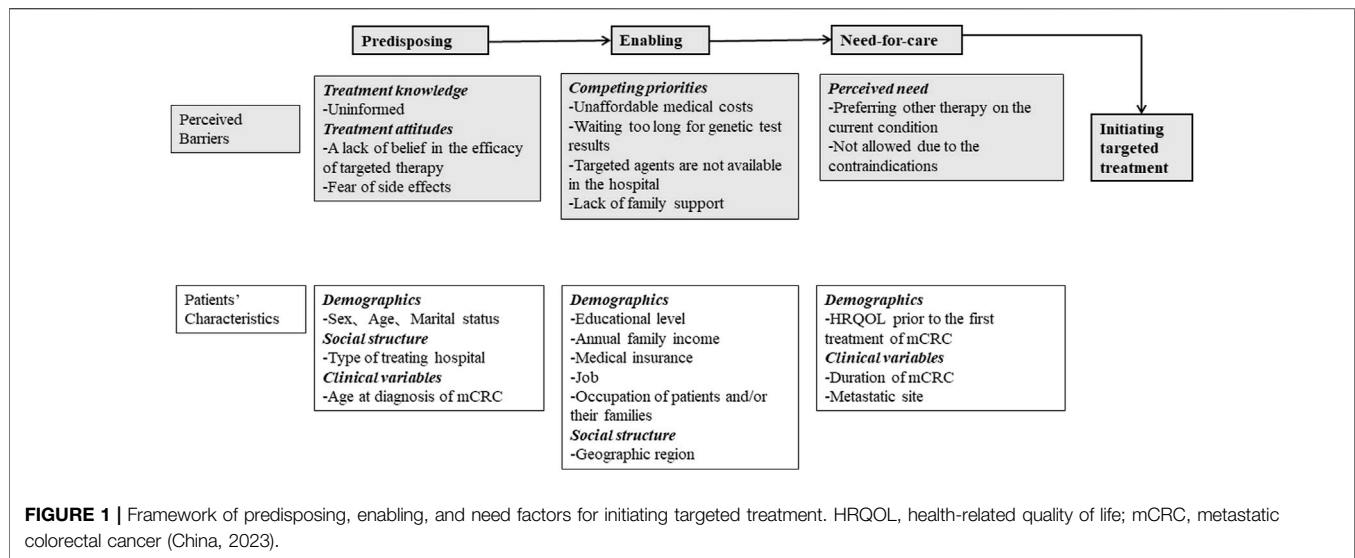 Predisposing
Enabling
Need-for-care
Perceived
Barriers
Treatment knowledge
-Uninformed
Treatment attitudes
-A lack of belief in the efficacy
of targeted therapy
-Fear of side effects
Competing priorities
-Unaffordable medical costs
-Waiting too long for genetic test
results
-Targeted agents are not available
in the hospital
-Lack of family support
Perceived need
-Preferring other therapy on the
current condition
-Not allowed due to the
contraindications
Initiating
targeted
treatment
Patients’
Characteristics
Demographics
-Sex、Age、Marital status
Social structure
-Type of treating hospital
Clinical variables
-Age at diagnosis of mCRC
Demographics
-Educational level
-Annual family income
-Medical insurance
-Job
-Occupation of patients and/or
their families
Social structure
-Geographic region
Demographics
-HRQOL prior to the first
treatment of mCRC
Clinical variables
-Duration of mCRC
-Metastatic site
FIGURE 1 | Framework of predisposing, enabling, and need factors for initiating targeted treatment. HRQOL, health-related quality of life; mCRC, metastatic
colorectal cancer (China, 2023).